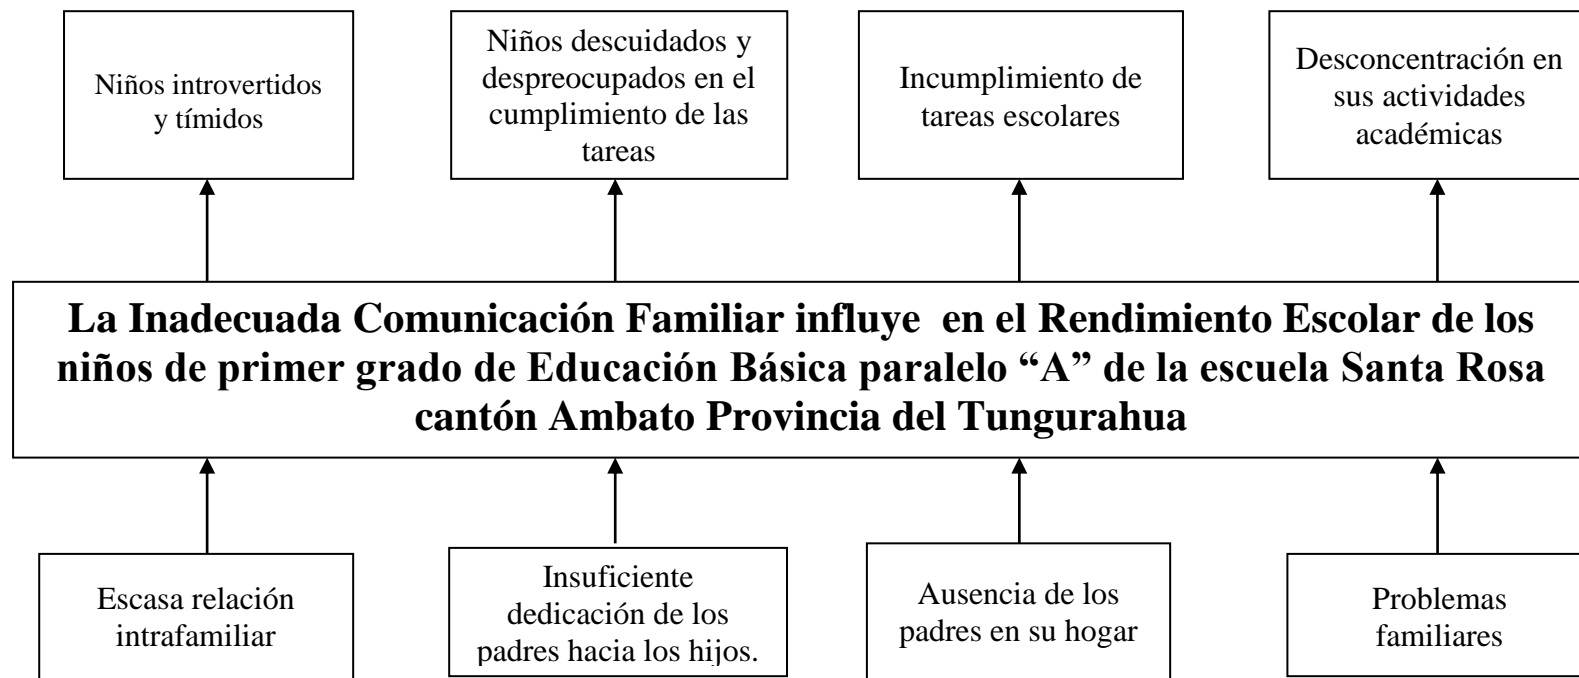 Niños introvertidos
y tímidos
Niños descuidados y
despreocupados en el
cumplimiento de las
tareas
Incumplimiento de
tareas escolares
Desconcentración en
sus actividades
académicas
La Inadecuada Comunicación Familiar influye  en el Rendimiento Escolar de los
niños de primer grado de Educación Básica paralelo “A” de la escuela Santa Rosa
cantón Ambato Provincia del Tungurahua
Escasa relación
intrafamiliar
Insuficiente
dedicación de los
padres hacia los hijos.
Ausencia de los
padres en su hogar
Problemas
familiares